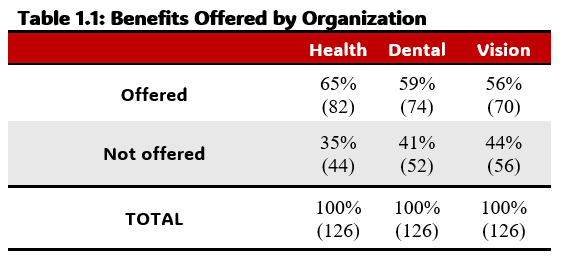 Table 1.1: Benefits Offered by Organization
Health Dental Vision
Offered 65% 59% 56%
(82) (74) (70)
Not offered 35% 41% 44%
(44) (52) (56)
TOTAL 100% 100% 100%
(126) (126) (126)